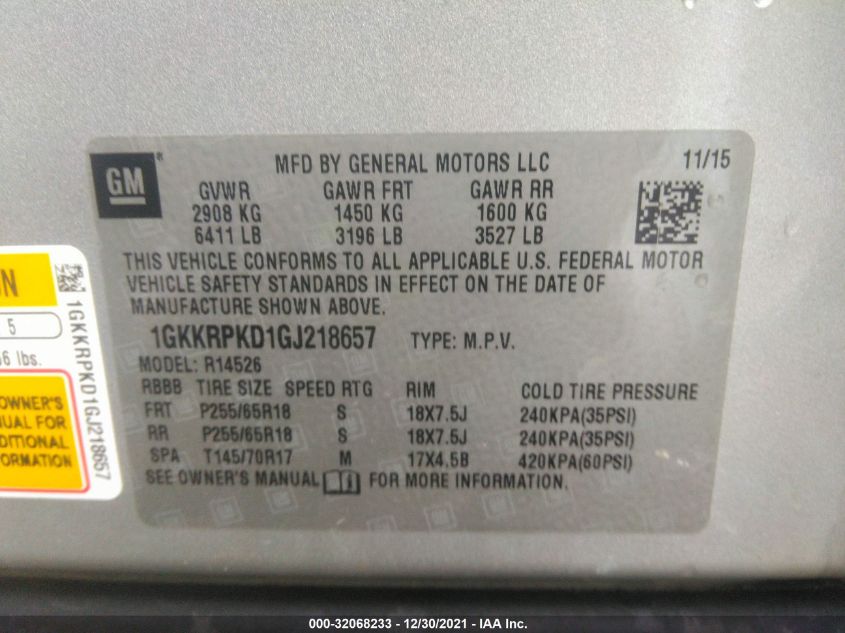 GM
®
MFD BY GENERAL MOTORS LLC
11/15
GVWR GAWR FRT GAWR RR
2908 KG 1450 KG 1600 KG
6411 LB 3196 LB 3527 LB
THIS VEHICLE CONFORMS TO ALL APPLICABLE U.S. FEDERAL MOTOR
VEHICLE SAFETY STANDARDS IN EFFECT ON THE DATE OF
MANUFACTURE SHOWN ABOVE.
1GKKRPKD1GJ218657 TYPE: M.P.V.
MODEL: R14526
RBBB TIRE SIZE SPEED RTG RIM COLD TIRE PRESSURE
FRT P255/65R18 S 18X7.5J 240KPA(35PSI)
RR P255/65R18 S 18X7.5J 240KPA(35PSI)
SPA T145/70R17 M 17X4.5B 420KPA(60PSI)
SEE OWNER'S MANUAL FOR MORE INFORMATION.
5
lbs.
OWNER'S
FOR
1GKKRPKD1GJ218657
000-32068233 - 12/30/2021 - IAA Inc.